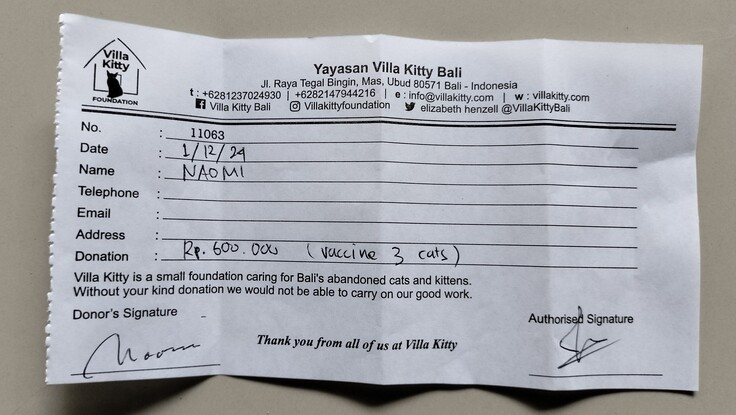 Villa
Kitty
FOUNDATION
Yayasan Villa Kitty Bali
Jl. Raya Tegal Bingin, Mas, Ubud 80571 Bali - Indonesia
t : +6281237024930 | +6282147944216 | e : info@villakitty.com | w : villakitty.com
Villa Kitty Bali Villakittyfoundation elizabeth henzell @VillaKittyBali
No. : 11063
Date : 1/12/24
Name : NAOMI
Telephone :
Email :
Address :
Donation : Rp. 600.000 (vaccine 3 cats)
Villa Kitty is a small foundation caring for Bali's abandoned cats and kittens.
Without your kind donation we would not be able to carry on our good work.
Donor's Signature Authorised Signature
Thank you from all of us at Villa Kitty
Naomi